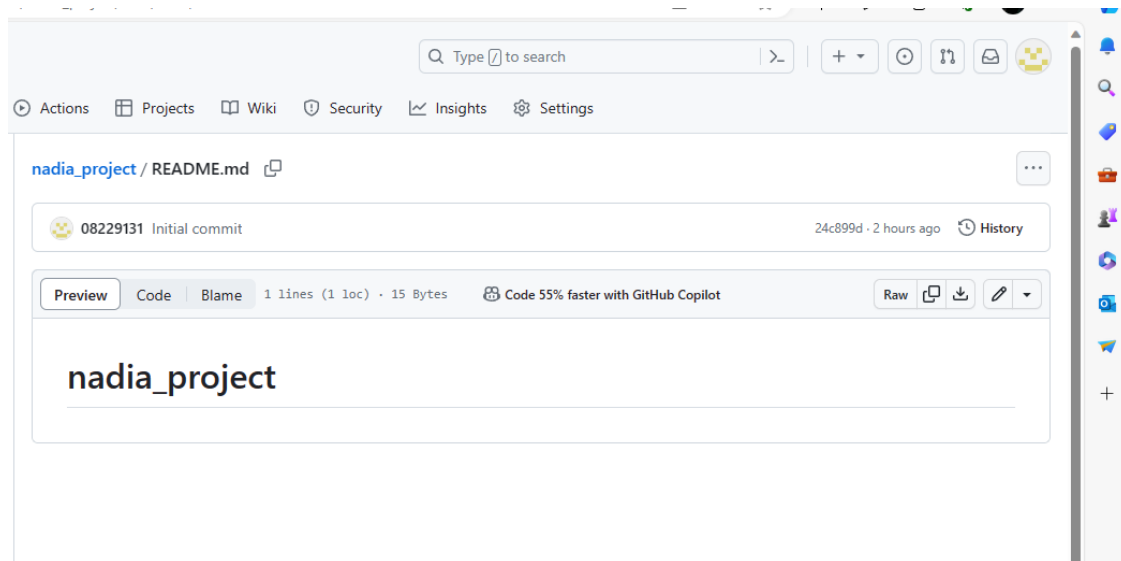 Type / to search
Actions Projects Wiki Security Insights Settings
nadia_project / README.md
08229131 Initial commit 24c899d · 2 hours ago History
Preview Code Blame 1 lines (1 loc) · 15 Bytes Code 55% faster with GitHub Copilot Raw
nadia_project